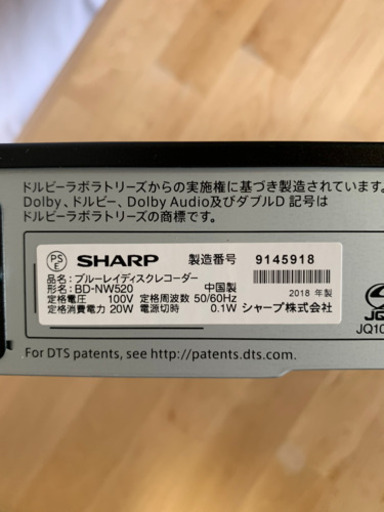 ドルビーラボラトリーズからの実施権に基づき製造されています。
Dolby、ドルビー、Dolby Audio及びダブルD 記号は
ドルビーラボラトリーズの商標です。
PS
E
SHARP 製造番号 9145918
品名：ブルーレイディスクレコーダー
形名：BD-NW520 中国製 2018 年製
定格電圧 100V 定格周波数 50/60Hz
定格消費電力 20W 電源切時 0.1W シャープ株式会社
For DTS patents, see http://patents.dts.com.
JQ
JQ10